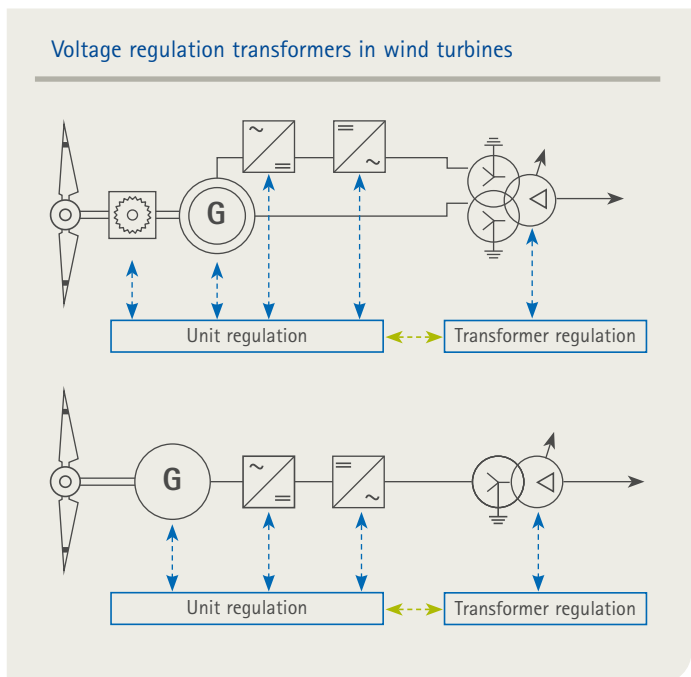 Voltage regulation transformers in wind turbines
G
Unit regulation
Transformer regulation
G
Unit regulation
Transformer regulation